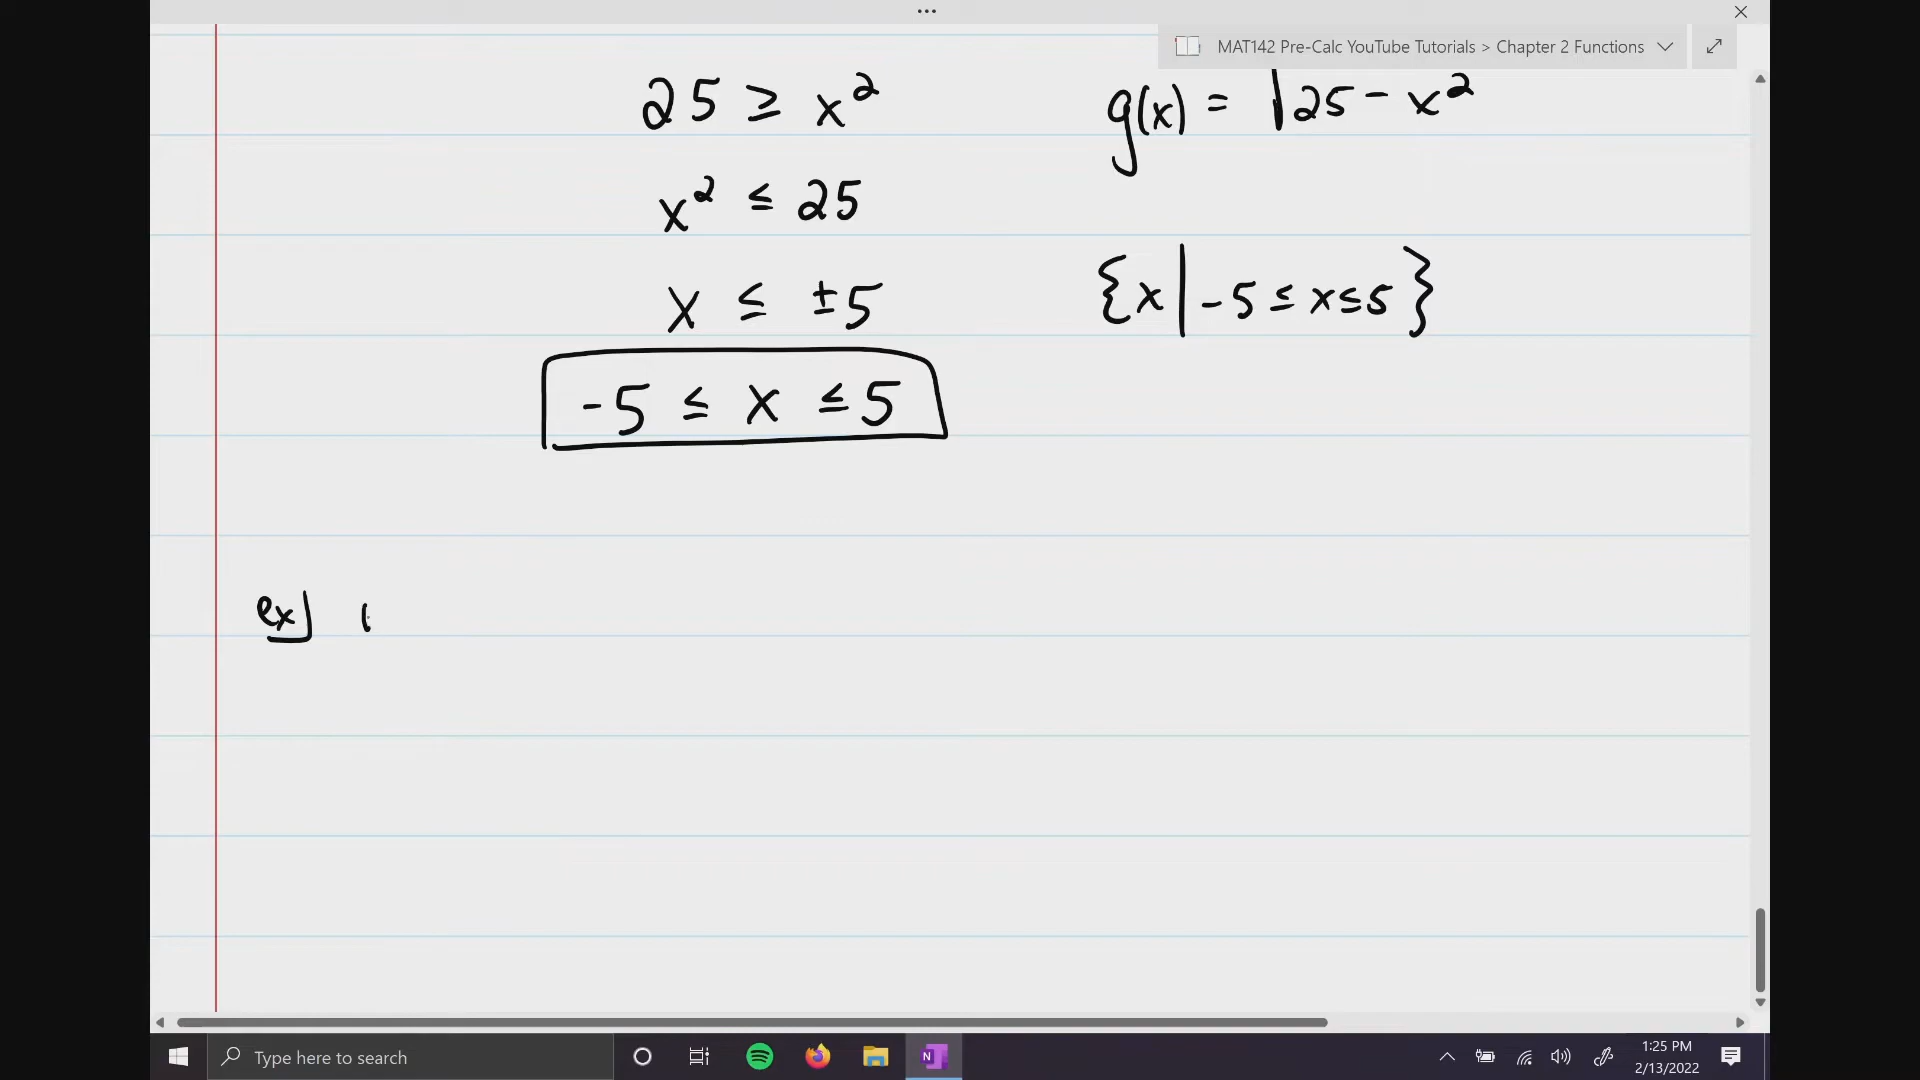 MAT142 Pre-Calc YouTube Tutorials > Chapter 2 Functions
25 ≥ x²
g(x) = √25 - x²
x² ≤ 25
x ≤ ±5
{x | -5 ≤ x ≤ 5}
-5 ≤ x ≤ 5
ex]
Type here to search
N
1:25 PM
2/13/2022